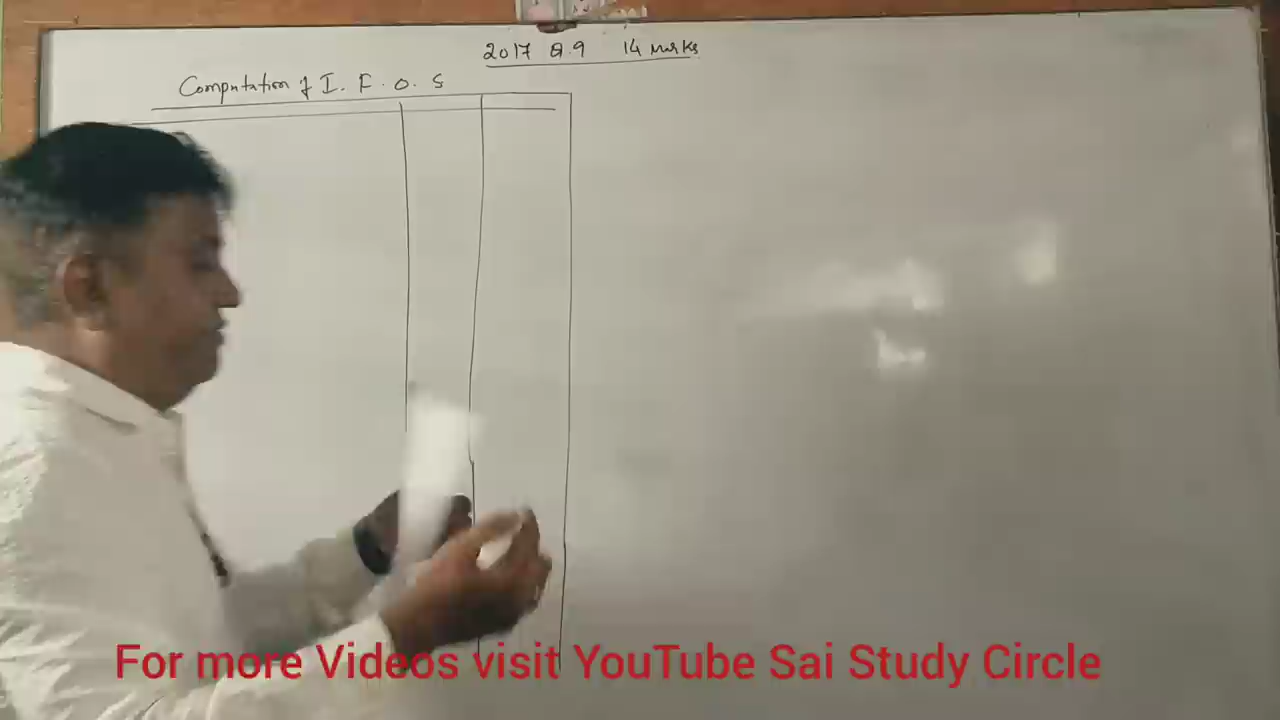 2017 Q.9 14 Marks
Computation of I. F. O. S
For more Videos visit YouTube Sai Study Circle